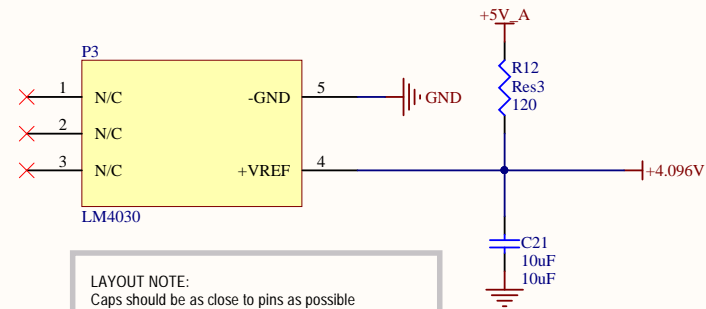 +5V_A
P3
1 N/C
2 N/C
3 N/C
-GND 5
+VREF 4
LM4030
GND
R12
Res3
120
+4.096V
C21
10uF
10uF
LAYOUT NOTE:
Caps should be as close to pins as possible